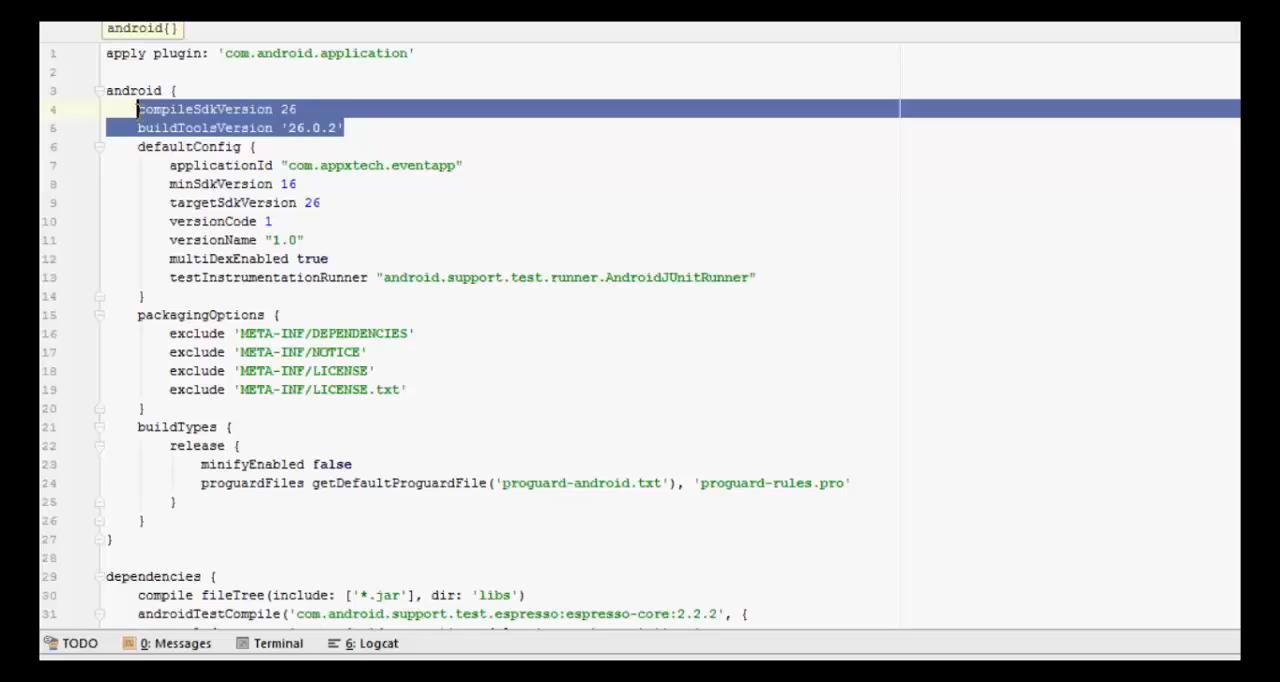 android{}
1 apply plugin: 'com.android.application'
2
3 android {
4 compileSdkVersion 26
5 buildToolsVersion '26.0.2'
6 defaultConfig {
7 applicationId "com.appxtech.eventapp"
8 minSdkVersion 16
9 targetSdkVersion 26
10 versionCode 1
11 versionName "1.0"
12 multiDexEnabled true
13 testInstrumentationRunner "android.support.test.runner.AndroidJUnitRunner"
14 }
15 packagingOptions {
16 exclude 'META-INF/DEPENDENCIES'
17 exclude 'META-INF/NOTICE'
18 exclude 'META-INF/LICENSE'
19 exclude 'META-INF/LICENSE.txt'
20 }
21 buildTypes {
22 release {
23 minifyEnabled false
24 proguardFiles getDefaultProguardFile('proguard-android.txt'), 'proguard-rules.pro'
25 }
26 }
27 }
28
29 dependencies {
30 compile fileTree(include: ['*.jar'], dir: 'libs')
31 androidTestCompile('com.android.support.test.espresso:espresso-core:2.2.2', {
TODO 0: Messages Terminal 6: Logcat